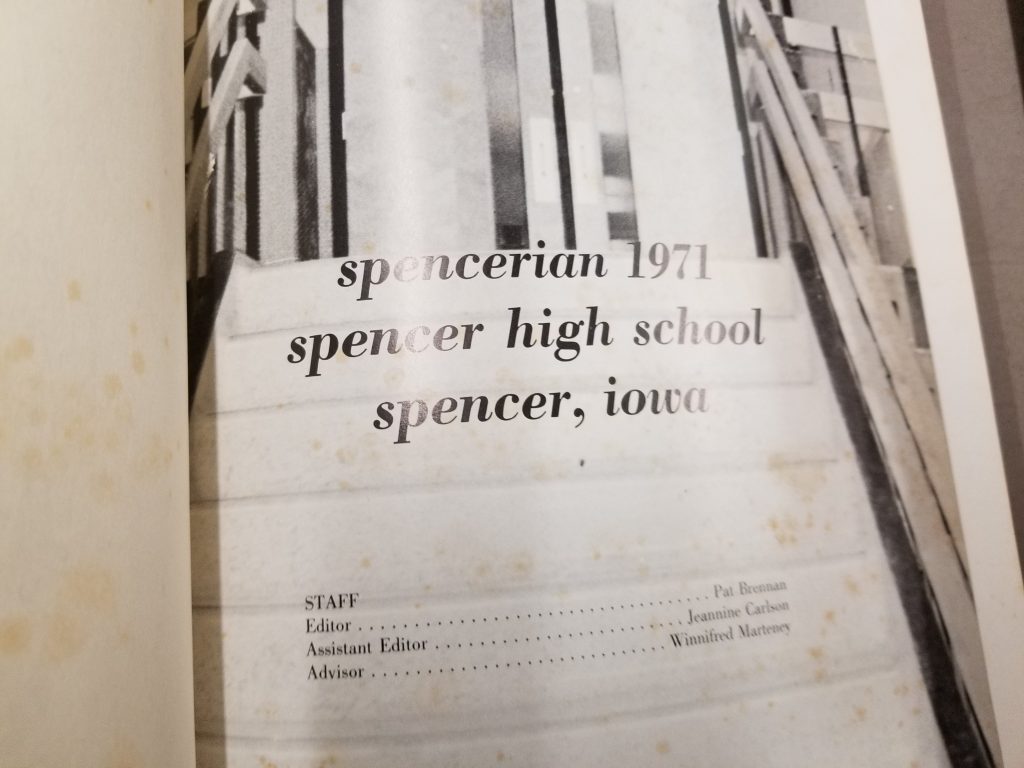 spencerian 1971
spencer high school
spencer, iowa
STAFF
Editor . . . . . . . . . . . . . . . . . . . . . . . . . . . . . . . . . . . Pat Brennan
Assistant Editor . . . . . . . . . . . . . . . . . . . . . . . . Jeannine Carlson
Advisor . . . . . . . . . . . . . . . . . . . . . . . . . . . . . Winnifred Marteney